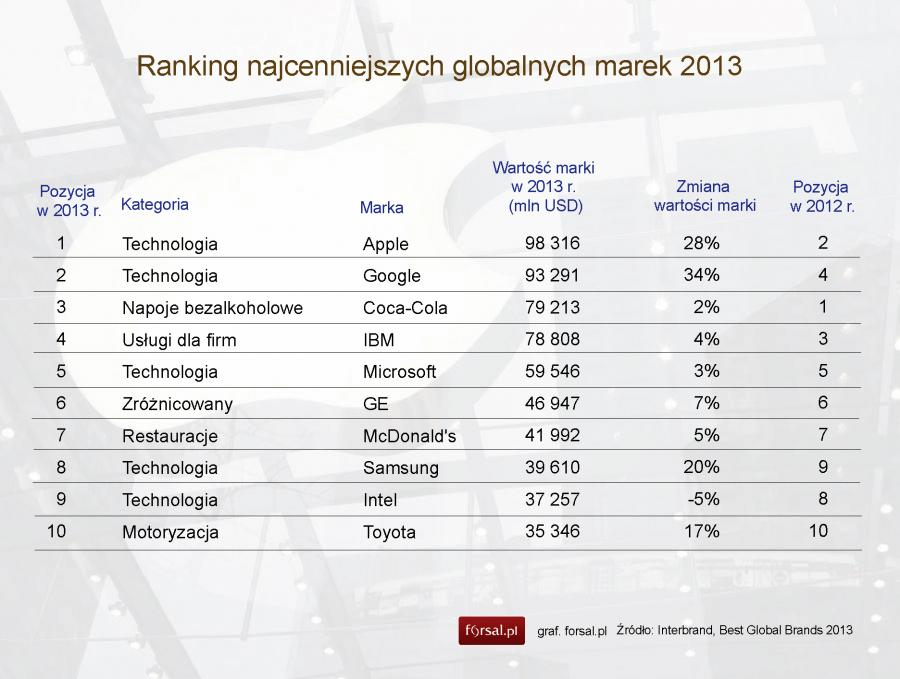 Ranking najcenniejszych globalnych marek 2013
Pozycja w 2013 r. Kategoria Marka Wartość marki w 2013 r. (mln USD) Zmiana wartości marki Pozycja w 2012 r.
1 Technologia Apple 98 316 28% 2
2 Technologia Google 93 291 34% 4
3 Napoje bezalkoholowe Coca-Cola 79 213 2% 1
4 Usługi dla firm IBM 78 808 4% 3
5 Technologia Microsoft 59 546 3% 5
6 Zróżnicowany GE 46 947 7% 6
7 Restauracje McDonald's 41 992 5% 7
8 Technologia Samsung 39 610 20% 9
9 Technologia Intel 37 257 -5% 8
10 Motoryzacja Toyota 35 346 17% 10
forsal.pl graf. forsal.pl Źródło: Interbrand, Best Global Brands 2013